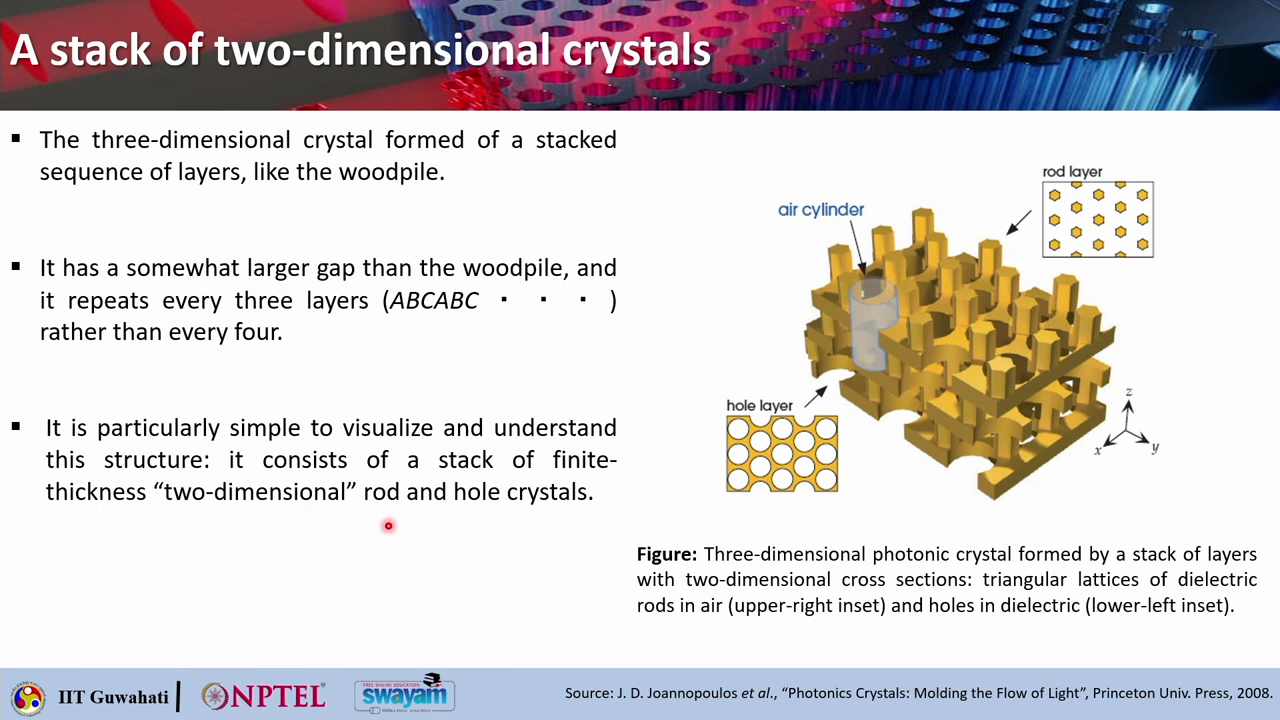 A stack of two-dimensional crystals
▪ The three-dimensional crystal formed of a stacked
sequence of layers, like the woodpile.
▪ It has a somewhat larger gap than the woodpile, and
it repeats every three layers (ABCABC · · · )
rather than every four.
▪ It is particularly simple to visualize and understand
this structure: it consists of a stack of finite-
thickness “two-dimensional” rod and hole crystals.
rod layer
air cylinder
hole layer
z
x
y
Figure: Three-dimensional photonic crystal formed by a stack of layers
with two-dimensional cross sections: triangular lattices of dielectric
rods in air (upper-right inset) and holes in dielectric (lower-left inset).
IIT Guwahati
NPTEL
FREE ONLINE EDUCATION
swayam
Source: J. D. Joannopoulos et al., “Photonics Crystals: Molding the Flow of Light”, Princeton Univ. Press, 2008.